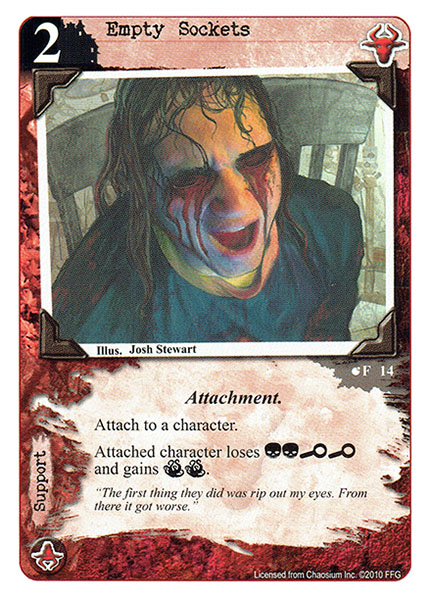 2
Empty Sockets
Illus. Josh Stewart
F 14
Attachment.
Attach to a character.
Attached character loses
and gains .
“The first thing they did was rip out my eyes. From
there it got worse.”
Support
Licensed from Chaosium Inc. ©2010 FFG